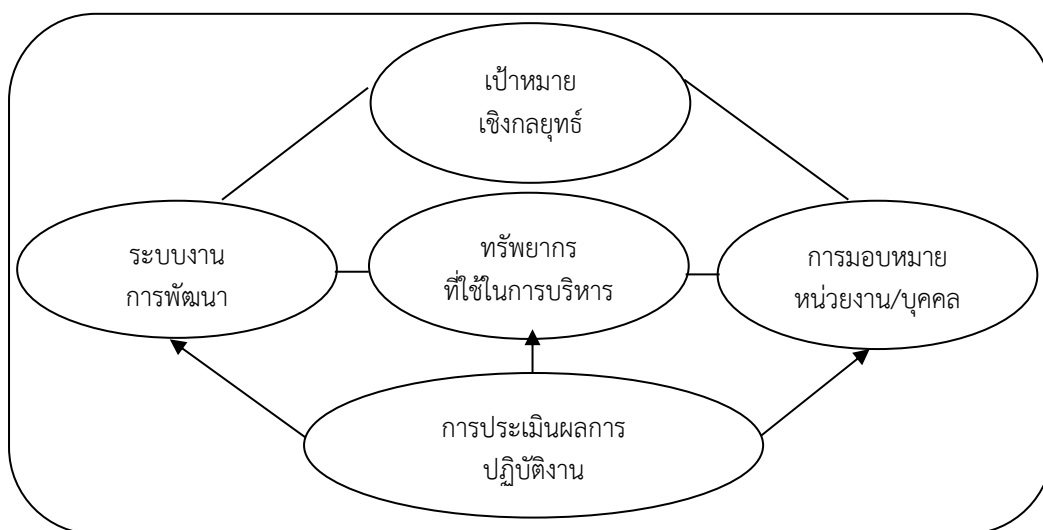 เป้าหมาย
เชิงกลยุทธ์
ระบบงาน
การพัฒนา
ทรัพยากร
ที่ใช้ในการบริหาร
การมอบหมาย
หน่วยงาน/บุคคล
การประเมินผลการ
ปฏิบัติงาน